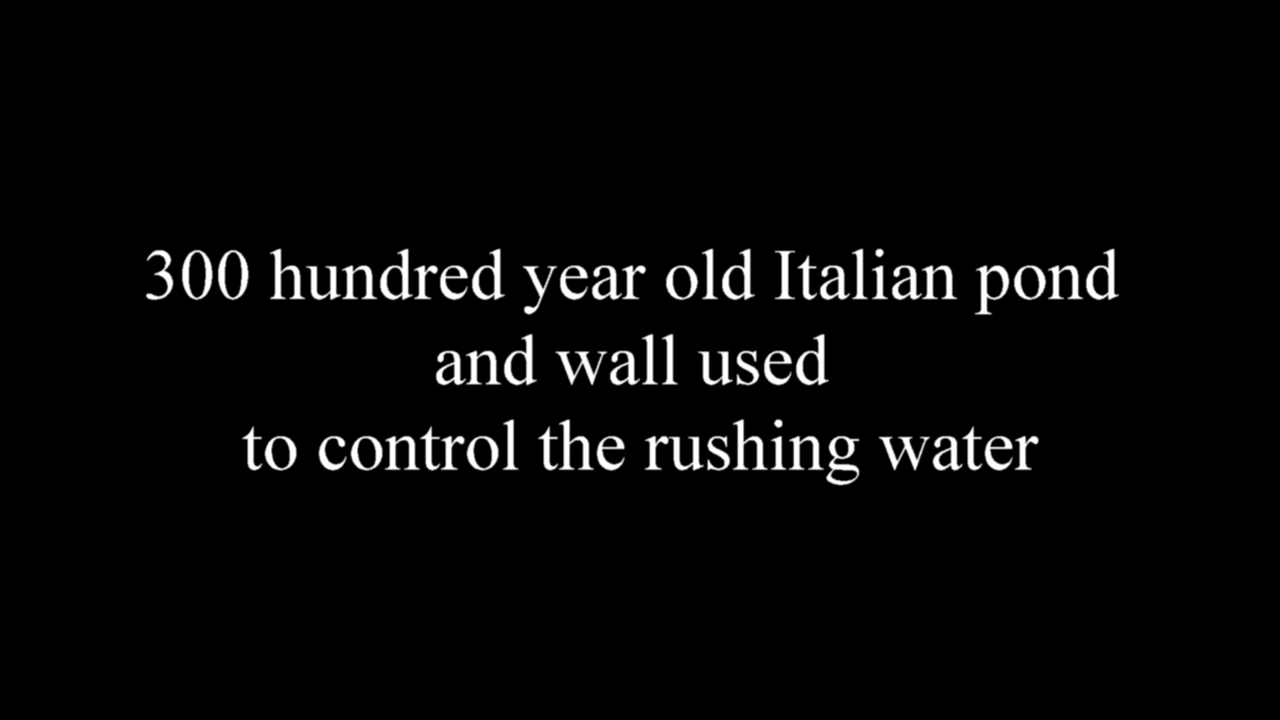 300 hundred year old Italian pond
and wall used
to control the rushing water